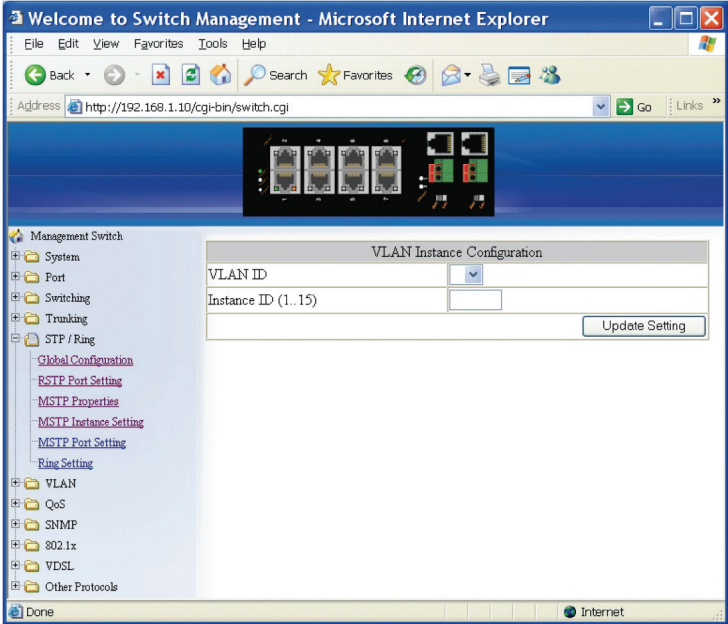 Welcome to Switch Management - Microsoft Internet Explorer
File Edit View Favorites Tools Help
Back Search Favorites
Address http://192.168.1.10/cgi-bin/switch.cgi Go Links »
Management Switch
System
Port
Switching
Trunking
STP / Ring
Global Configuration
RSTP Port Setting
MSTP Properties
MSTP Instance Setting
MSTP Port Setting
Ring Setting
VLAN
QoS
SNMP
802.1x
VDSL
Other Protocols
VLAN Instance Configuration
VLAN ID
Instance ID (1..15)
Update Setting
Done Internet